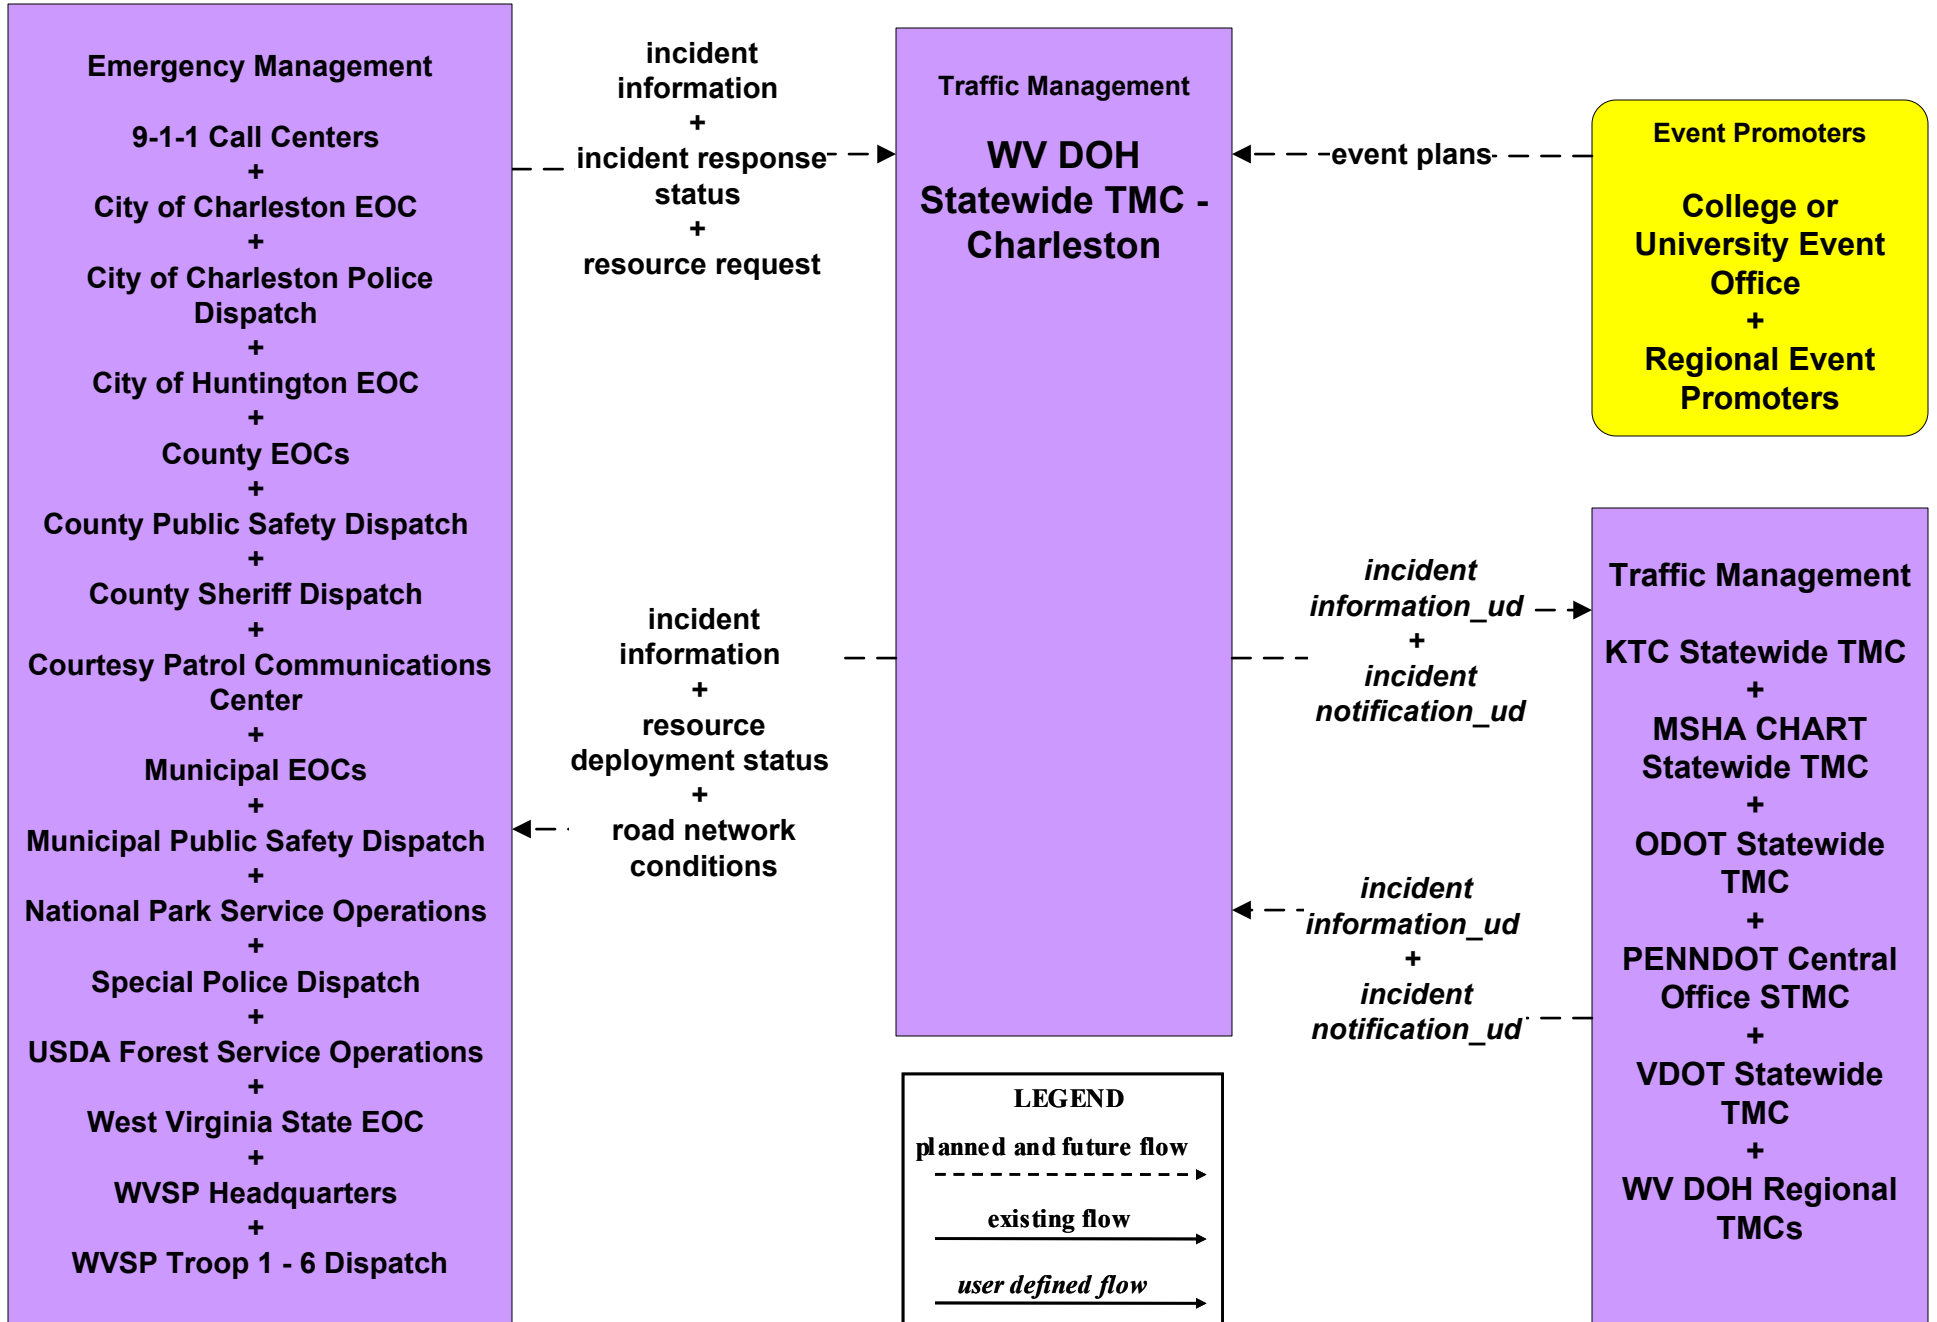 Emergency Management
9-1-1 Call Centers
+
City of Charleston EOC
+
City of Charleston Police
Dispatch
+
City of Huntington EOC
+
County EOCs
+
County Public Safety Dispatch
+
County Sheriff Dispatch
+
Courtesy Patrol Communications
Center
+
Municipal EOCs
+
Municipal Public Safety Dispatch
+
National Park Service Operations
+
Special Police Dispatch
+
USDA Forest Service Operations
+
West Virginia State EOC
+
WVSP Headquarters
+
WVSP Troop 1 - 6 Dispatch
incident
information
+
incident response
status
+
resource request
incident
information
+
resource
deployment status
+
road network
conditions
Traffic Management
WV DOH
Statewide TMC -
Charleston
event plans
Event Promoters
College or
University Event
Office
+
Regional Event
Promoters
incident
information_ud
+
incident
notification_ud
incident
information_ud
+
incident
notification_ud
Traffic Management
KTC Statewide TMC
+
MSHA CHART
Statewide TMC
+
ODOT Statewide
TMC
+
PENNDOT Central
Office STMC
+
VDOT Statewide
TMC
+
WV DOH Regional
TMCs
LEGEND
planned and future flow
existing flow
user defined flow